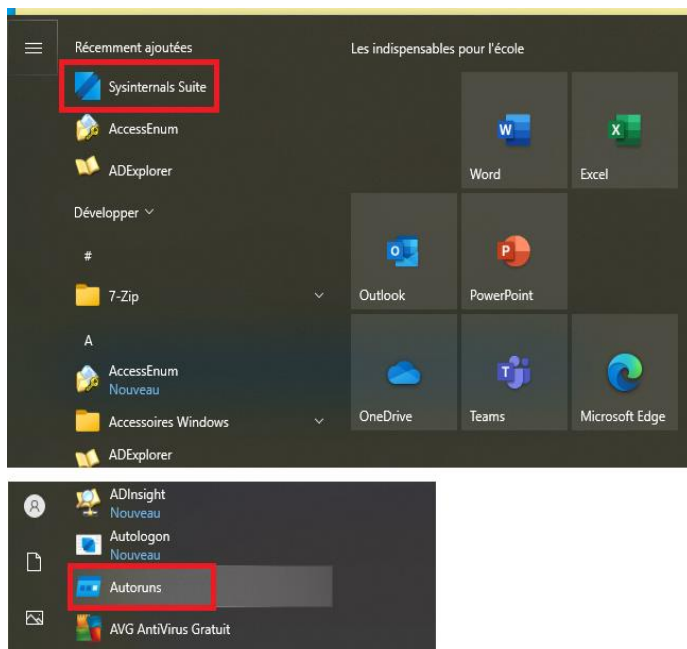 Récemment ajoutées
Sysinternals Suite
AccessEnum
ADExplorer
Développer
#
7-Zip
A
AccessEnum
Nouveau
Accessoires Windows
ADExplorer
Les indispensables pour l'école
Word
Excel
Outlook
PowerPoint
OneDrive
Teams
Microsoft Edge
ADInsight
Nouveau
Autologon
Nouveau
Autoruns
AVG AntiVirus Gratuit